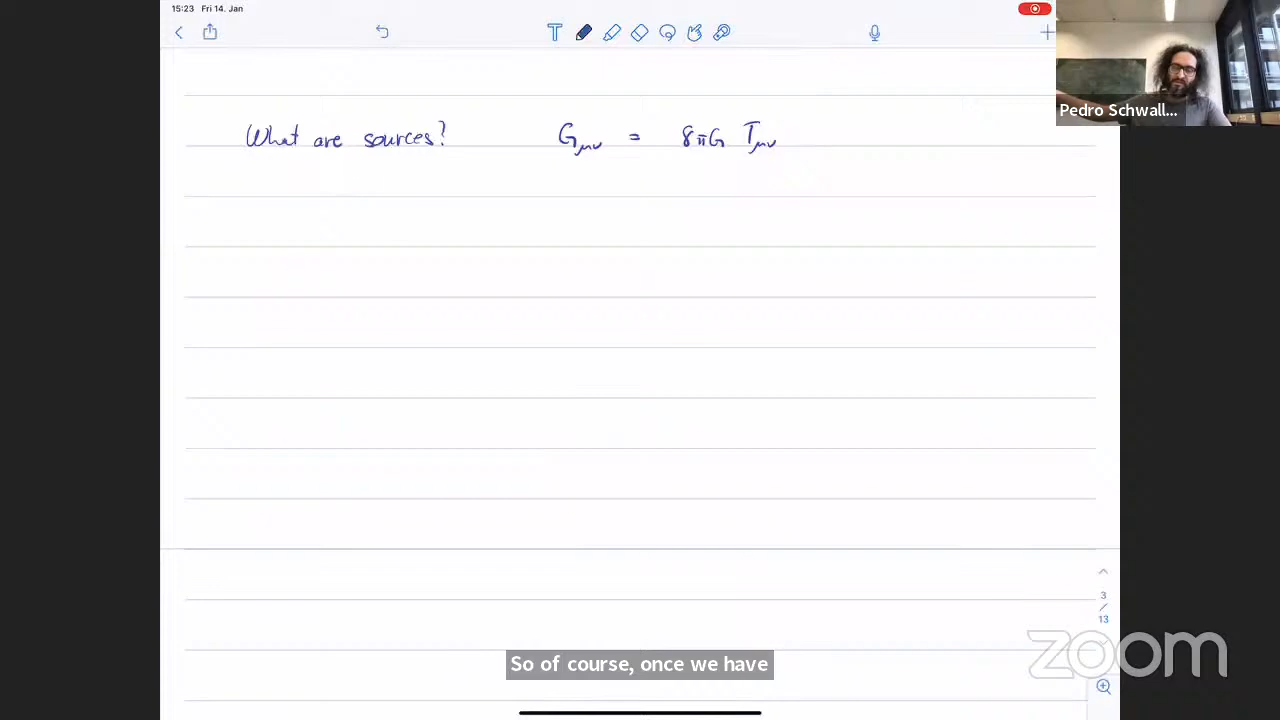 15:23 Fri 14. Jan
Pedro Schwall...
What are sources? G_μν = 8πG T_μν
3
/
13
zoom
So of course, once we have